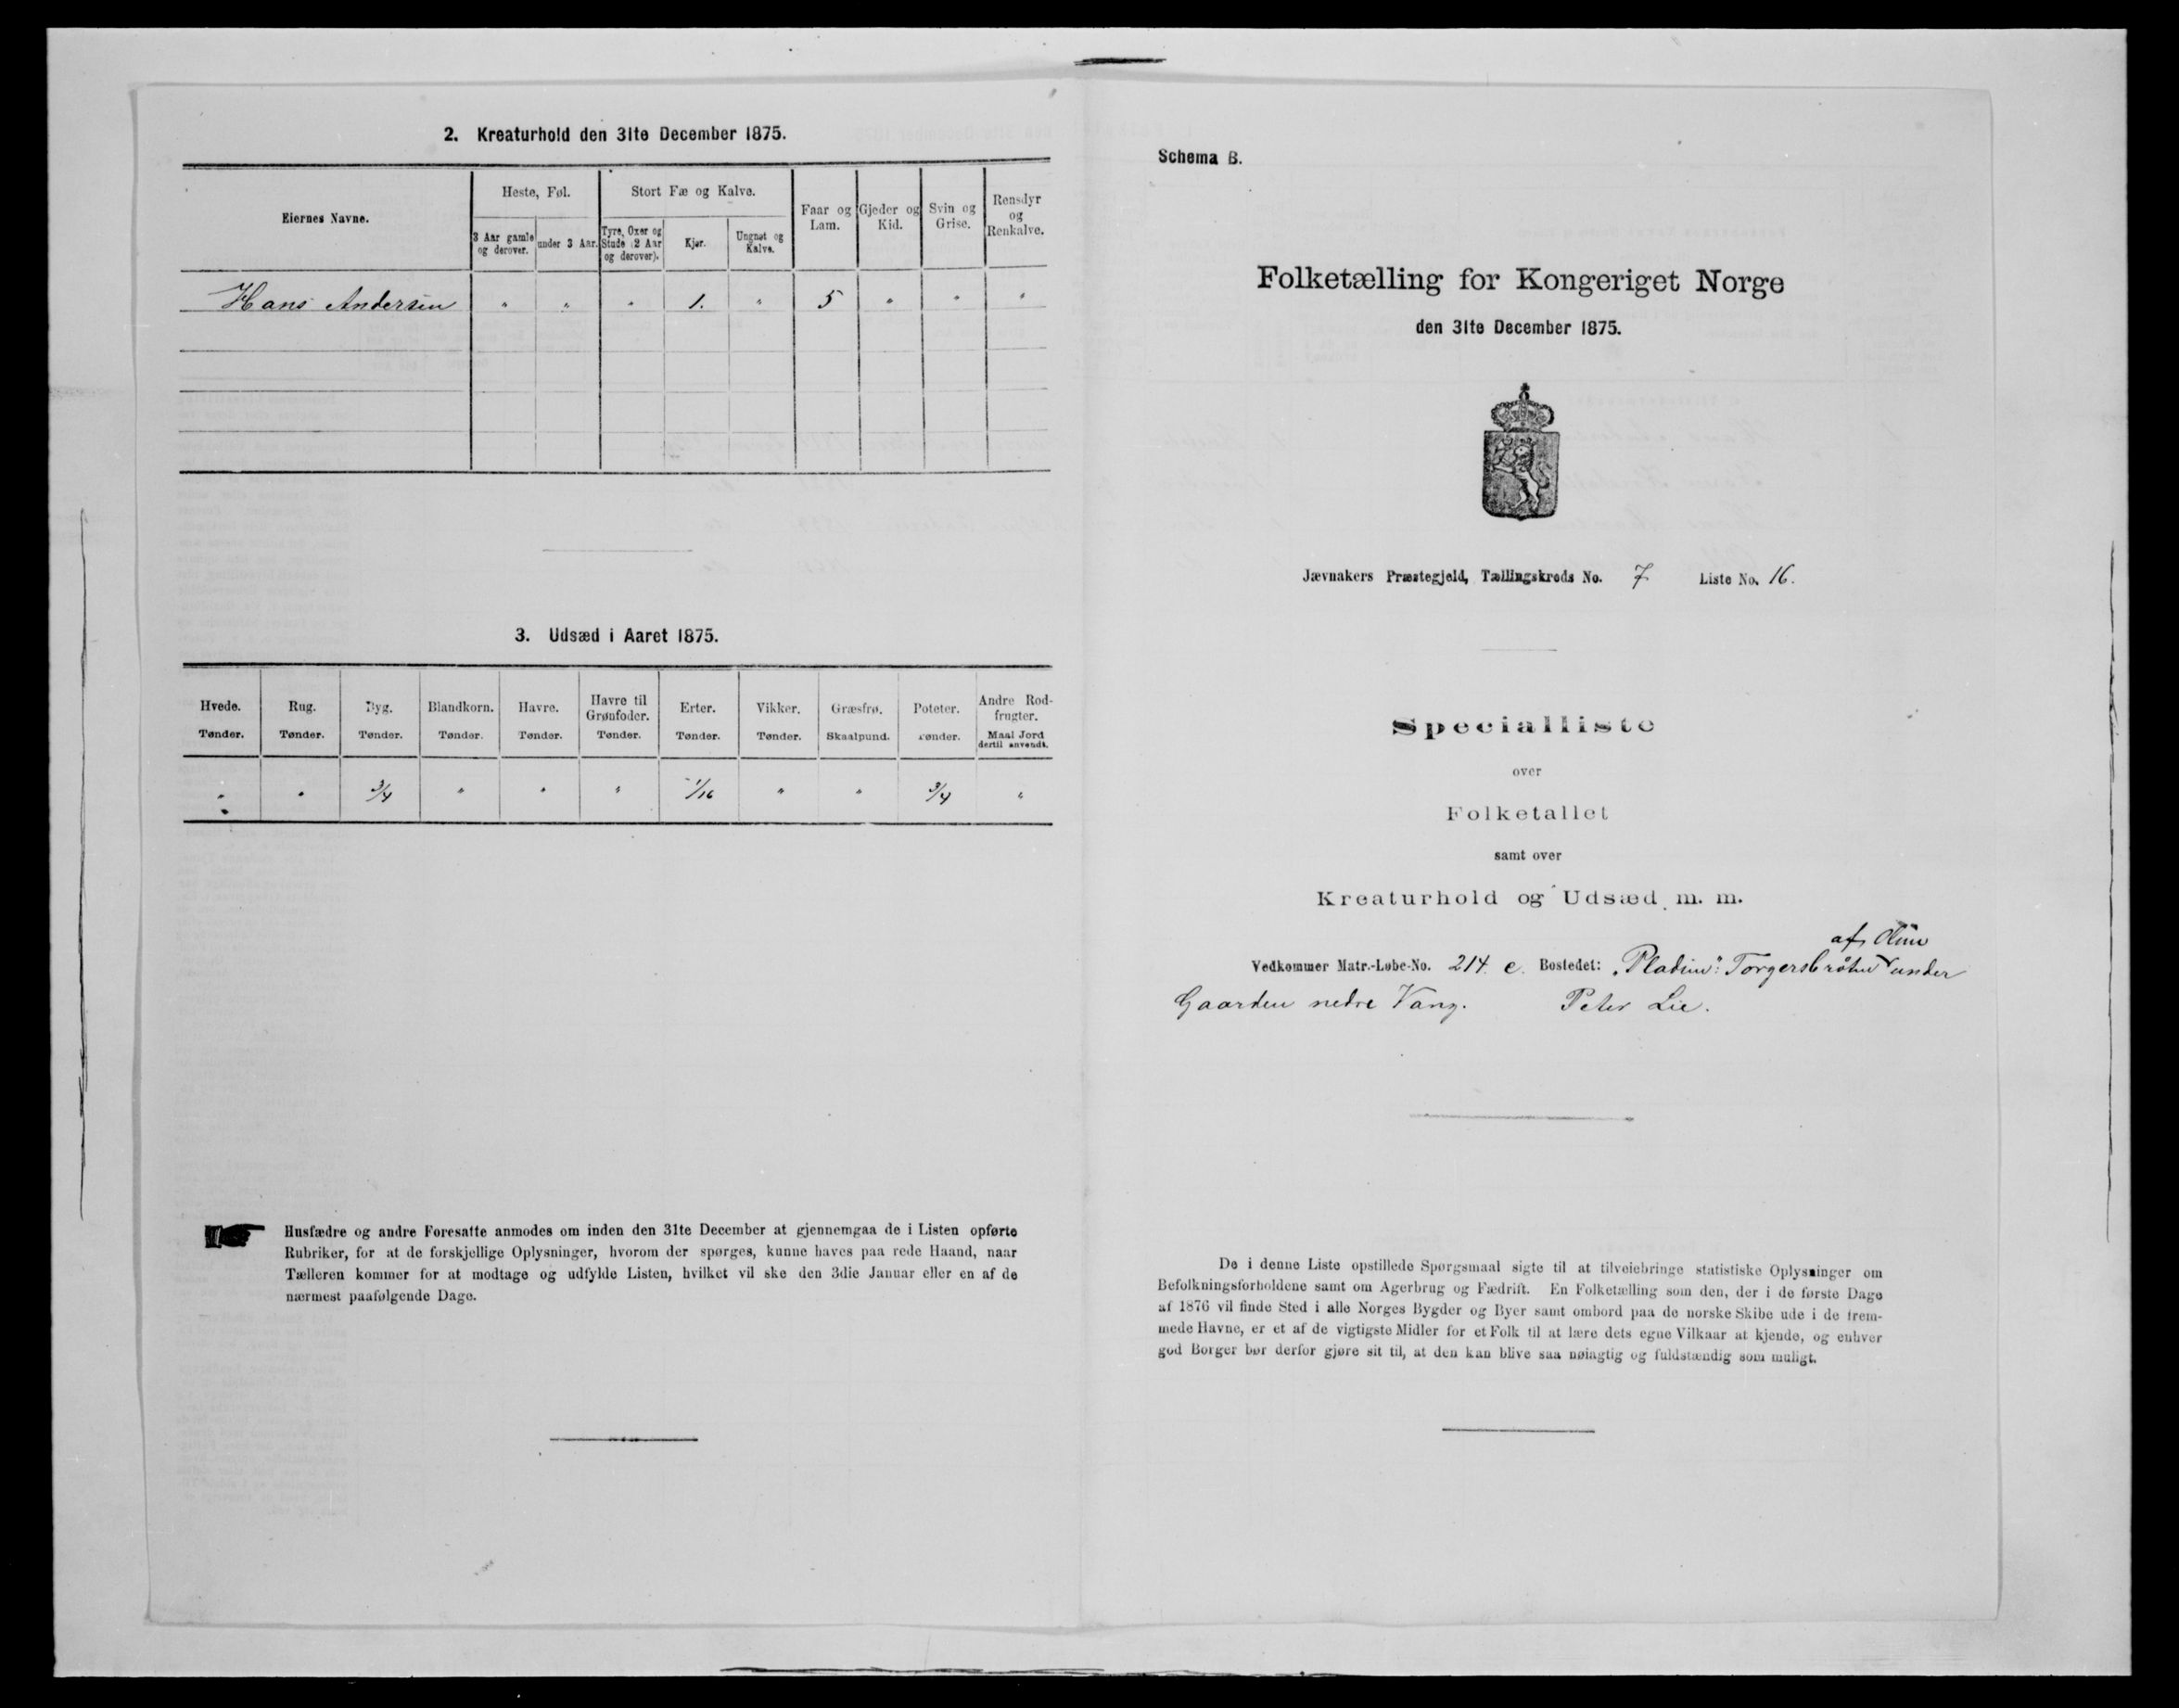 2. Kreaturhold den 31te December 1875.
Eiernes Navne.
Heste, Føl.
Stort Fæ og Kalve.
Faar og Lam.
Gjeder og Kid.
Svin og Grise.
Rensdyr og Renkalve.
3 Aar gamle og derover.
under 3 Aar.
Tyre, Oxer og Stude (2 Aar og derover).
Kjør.
Ungnøt og Kalve.
Hans Andersen " " " 1. " 5 " " "
3. Udsæd i Aaret 1875.
Hvede. Tønder.
Rug. Tønder.
Byg. Tønder.
Blandkorn. Tønder.
Havre. Tønder.
Havre til Grønfoder. Tønder.
Erter. Tønder.
Vikker. Tønder.
Græsfrø. Skaalpund.
Poteter. Tønder.
Andre Rodfrugter. Maal Jord dertil anvendt.
" " 3/4 " " " 1/16 " " 3/4 "
Husfædre og andre Foresatte anmodes om inden den 31te December at gjennemgaa de i Listen opførte
Rubriker, for at de forskjellige Oplysninger, hvorom der spørges, kunne haves paa rede Haand, naar
Tælleren kommer for at modtage og udfylde Listen, hvilket vil ske den 3die Januar eller en af de
nærmest paafølgende Dage.
Schema B.
Folketælling for Kongeriget Norge
den 31te December 1875.
Jævnakers Præstegjeld, Tællingskreds No. 7 Liste No. 16.
Specialliste
over
Folketallet
samt over
Kreaturhold og Udsæd m. m.
af
Vedkommer Matr.-Løbe-No. 214. c. Bostedet: Torgersbråten under
Gaarden nedre Vang. Peter Lie.
De i denne Liste opstillede Spørgsmaal sigte til at tilveiebringe statistiske Oplysninger om
Befolkningsforholdene samt om Agerbrug og Fædrift. En Folketælling som den, der i de første Dage
af 1876 vil finde Sted i alle Norges Bygder og Byer samt ombord paa de norske Skibe ude i de frem-
mede Havne, er et af de vigtigste Midler for et Folk til at lære dets egne Vilkaar at kjende, og enhver
god Borger bør derfor gjøre sit til, at den kan blive saa nøiagtig og fuldstændig som muligt.